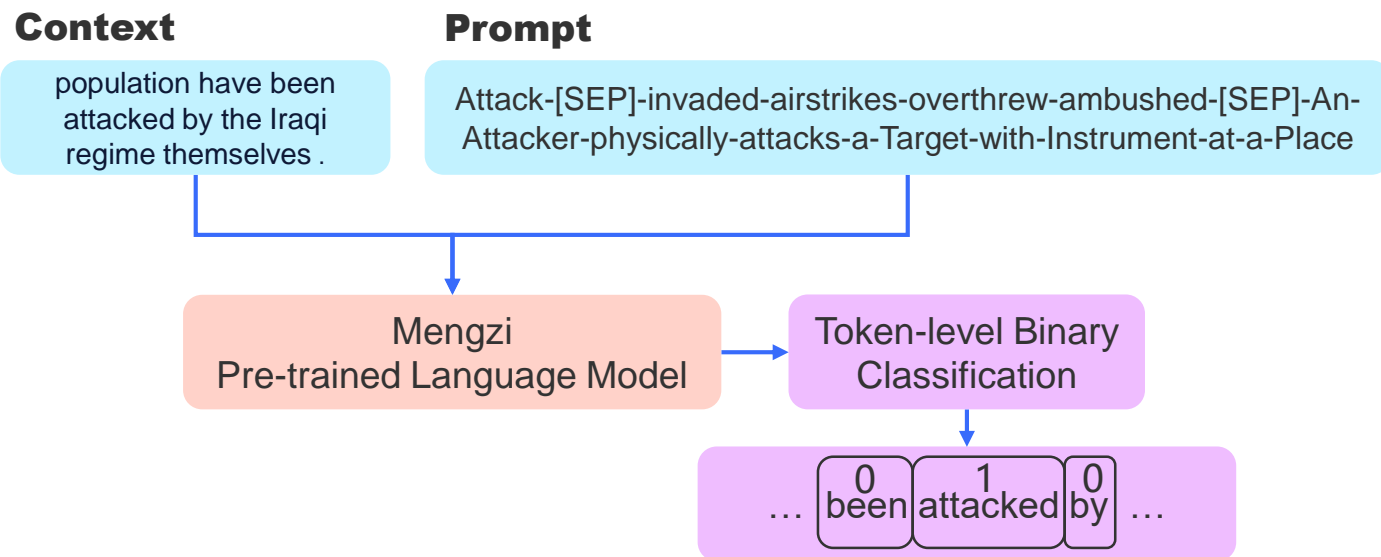 Context
Prompt
population have been
attacked by the Iraqi
regime themselves .
Attack-[SEP]-invaded-airstrikes-overthrew-ambushed-[SEP]-An-
Attacker-physically-attacks-a-Target-with-Instrument-at-a-Place
Mengzi
Pre-trained Language Model
Token-level Binary
Classification
0 1 0
… been attacked by …